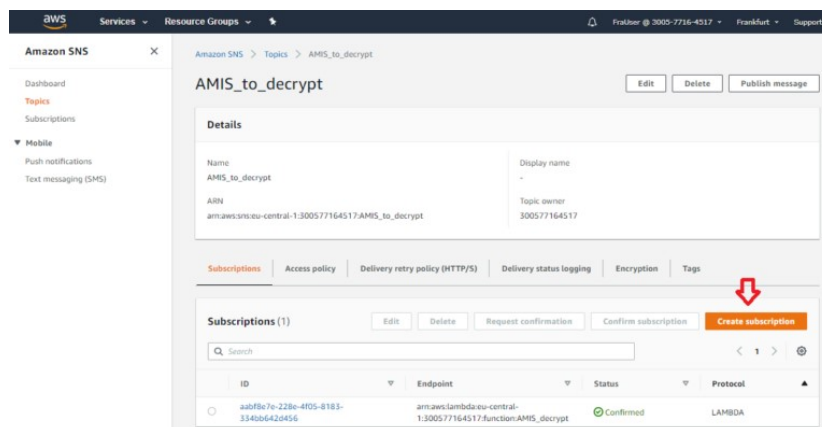 aws
Services
Resource Groups
FraUser @ 3005-7716-4517
Frankfurt
Support
Amazon SNS
Dashboard
Topics
Subscriptions
Mobile
Push notifications
Text messaging (SMS)
Amazon SNS > Topics > AMIS_to_decrypt
AMIS_to_decrypt
Edit
Delete
Publish message
Details
Name
AMIS_to_decrypt
Display name
-
ARN
arn:aws:sns:eu-central-1:300577164517:AMIS_to_decrypt
Topic owner
300577164517
Subscriptions
Access policy
Delivery retry policy (HTTP/S)
Delivery status logging
Encryption
Tags
Subscriptions (1)
Edit
Delete
Request confirmation
Confirm subscription
Create subscription
Search
< 1 >
ID
Endpoint
Status
Protocol
aabf8e7e-228e-4f05-8183-
334bb642d456
arn:aws:lambda:eu-central-
1:300577164517:function:AMIS_decrypt
Confirmed
LAMBDA